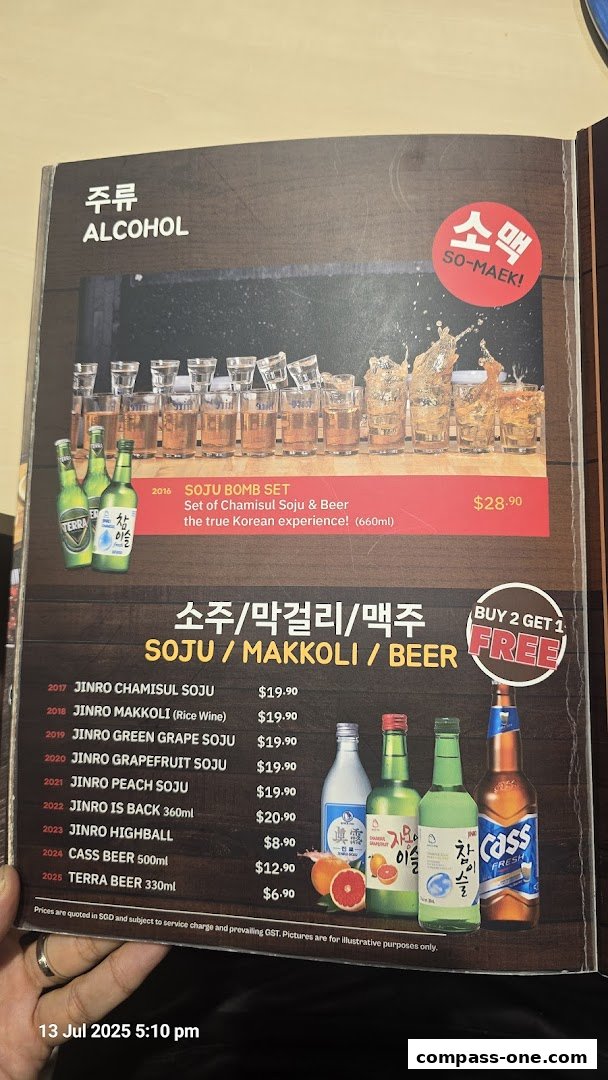 주류
ALCOHOL
소맥
SO-MAEK!
TERRA
참이슬
fresh
2016 SOJU BOMB SET
Set of Chamisul Soju & Beer
the true Korean experience! (660ml)
$28.90
소주/막걸리/맥주
SOJU / MAKKOLI / BEER
BUY 2 GET 1
FREE
2017 JINRO CHAMISUL SOJU $19.90
2018 JINRO MAKKOLI (Rice Wine) $19.90
2019 JINRO GREEN GRAPE SOJU $19.90
2020 JINRO GRAPEFRUIT SOJU $19.90
2021 JINRO PEACH SOJU $19.90
2022 JINRO IS BACK 360ml $20.90
2023 JINRO HIGHBALL $8.90
2024 CASS BEER 500ml $12.90
2025 TERRA BEER 330ml $6.90
眞露
자몽에
이슬
참이슬
Cass
FRESH
Prices are quoted in SGD and subject to service charge and prevailing GST. Pictures are for illustrative purposes only.
13 Jul 2025 5:10 pm
compass-one.com